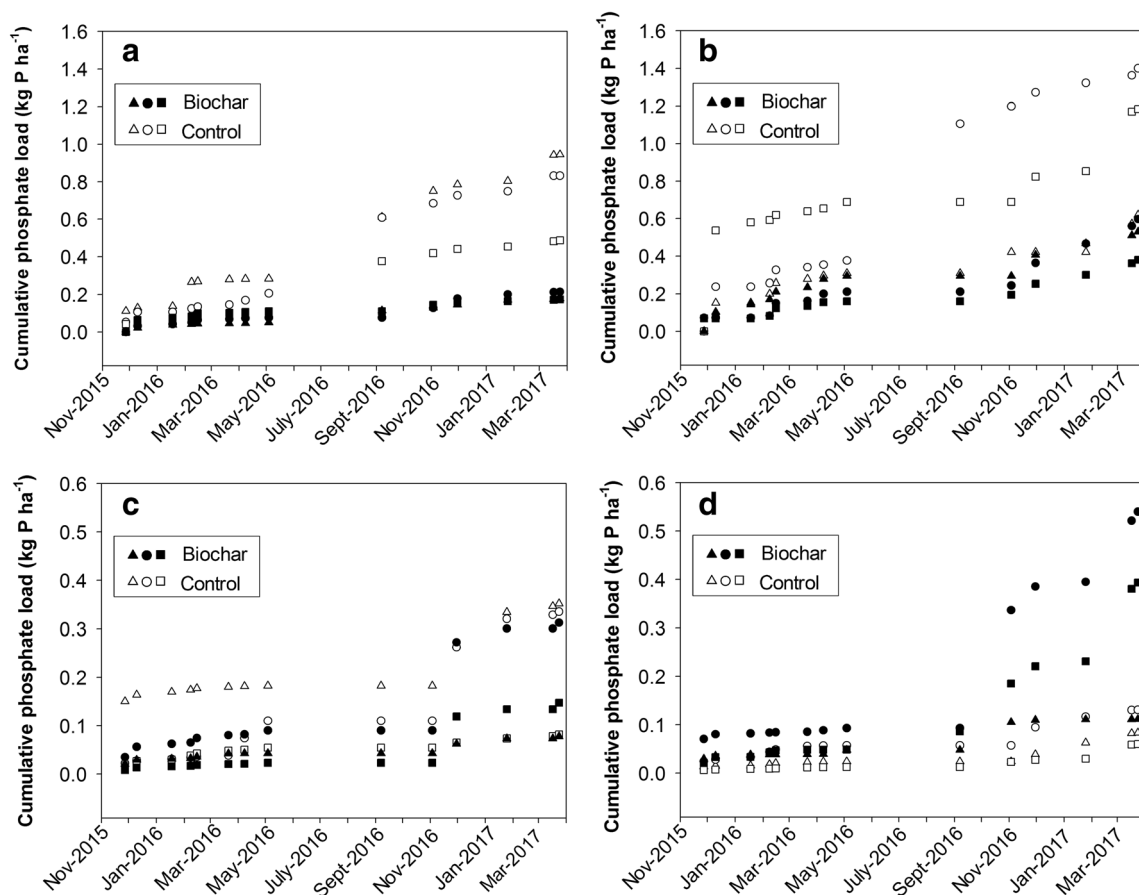 a
Cumulative phosphate load (kg P ha⁻¹)
1.6
1.4
1.2
1.0
0.8
0.6
0.4
0.2
0.0
Biochar
Control
Nov-2015
Jan-2016
Mar-2016
May-2016
July-2016
Sept-2016
Nov-2016
Jan-2017
Mar-2017
b
Cumulative phosphate load (kg P ha⁻¹)
1.6
1.4
1.2
1.0
0.8
0.6
0.4
0.2
0.0
Biochar
Control
Nov-2015
Jan-2016
Mar-2016
May-2016
July-2016
Sept-2016
Nov-2016
Jan-2017
Mar-2017
c
Cumulative phosphate load (kg P ha⁻¹)
0.6
0.5
0.4
0.3
0.2
0.1
0.0
Biochar
Control
Nov-2015
Jan-2016
Mar-2016
May-2016
July-2016
Sept-2016
Nov-2016
Jan-2017
Mar-2017
d
Cumulative phosphate load (kg P ha⁻¹)
0.6
0.5
0.4
0.3
0.2
0.1
0.0
Biochar
Control
Nov-2015
Jan-2016
Mar-2016
May-2016
July-2016
Sept-2016
Nov-2016
Jan-2017
Mar-2017